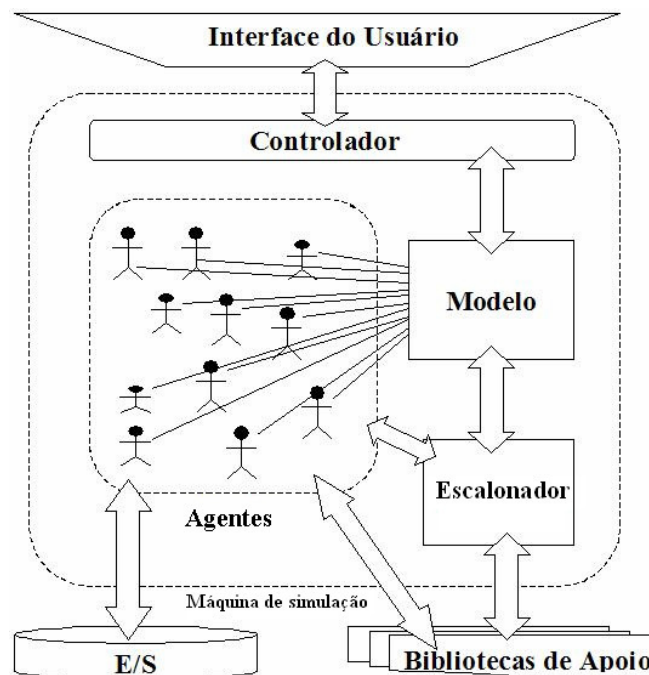 Interface do Usuário
Controlador
Modelo
Escalonador
Agentes
Máquina de simulação
E/S
Bibliotecas de Apoio